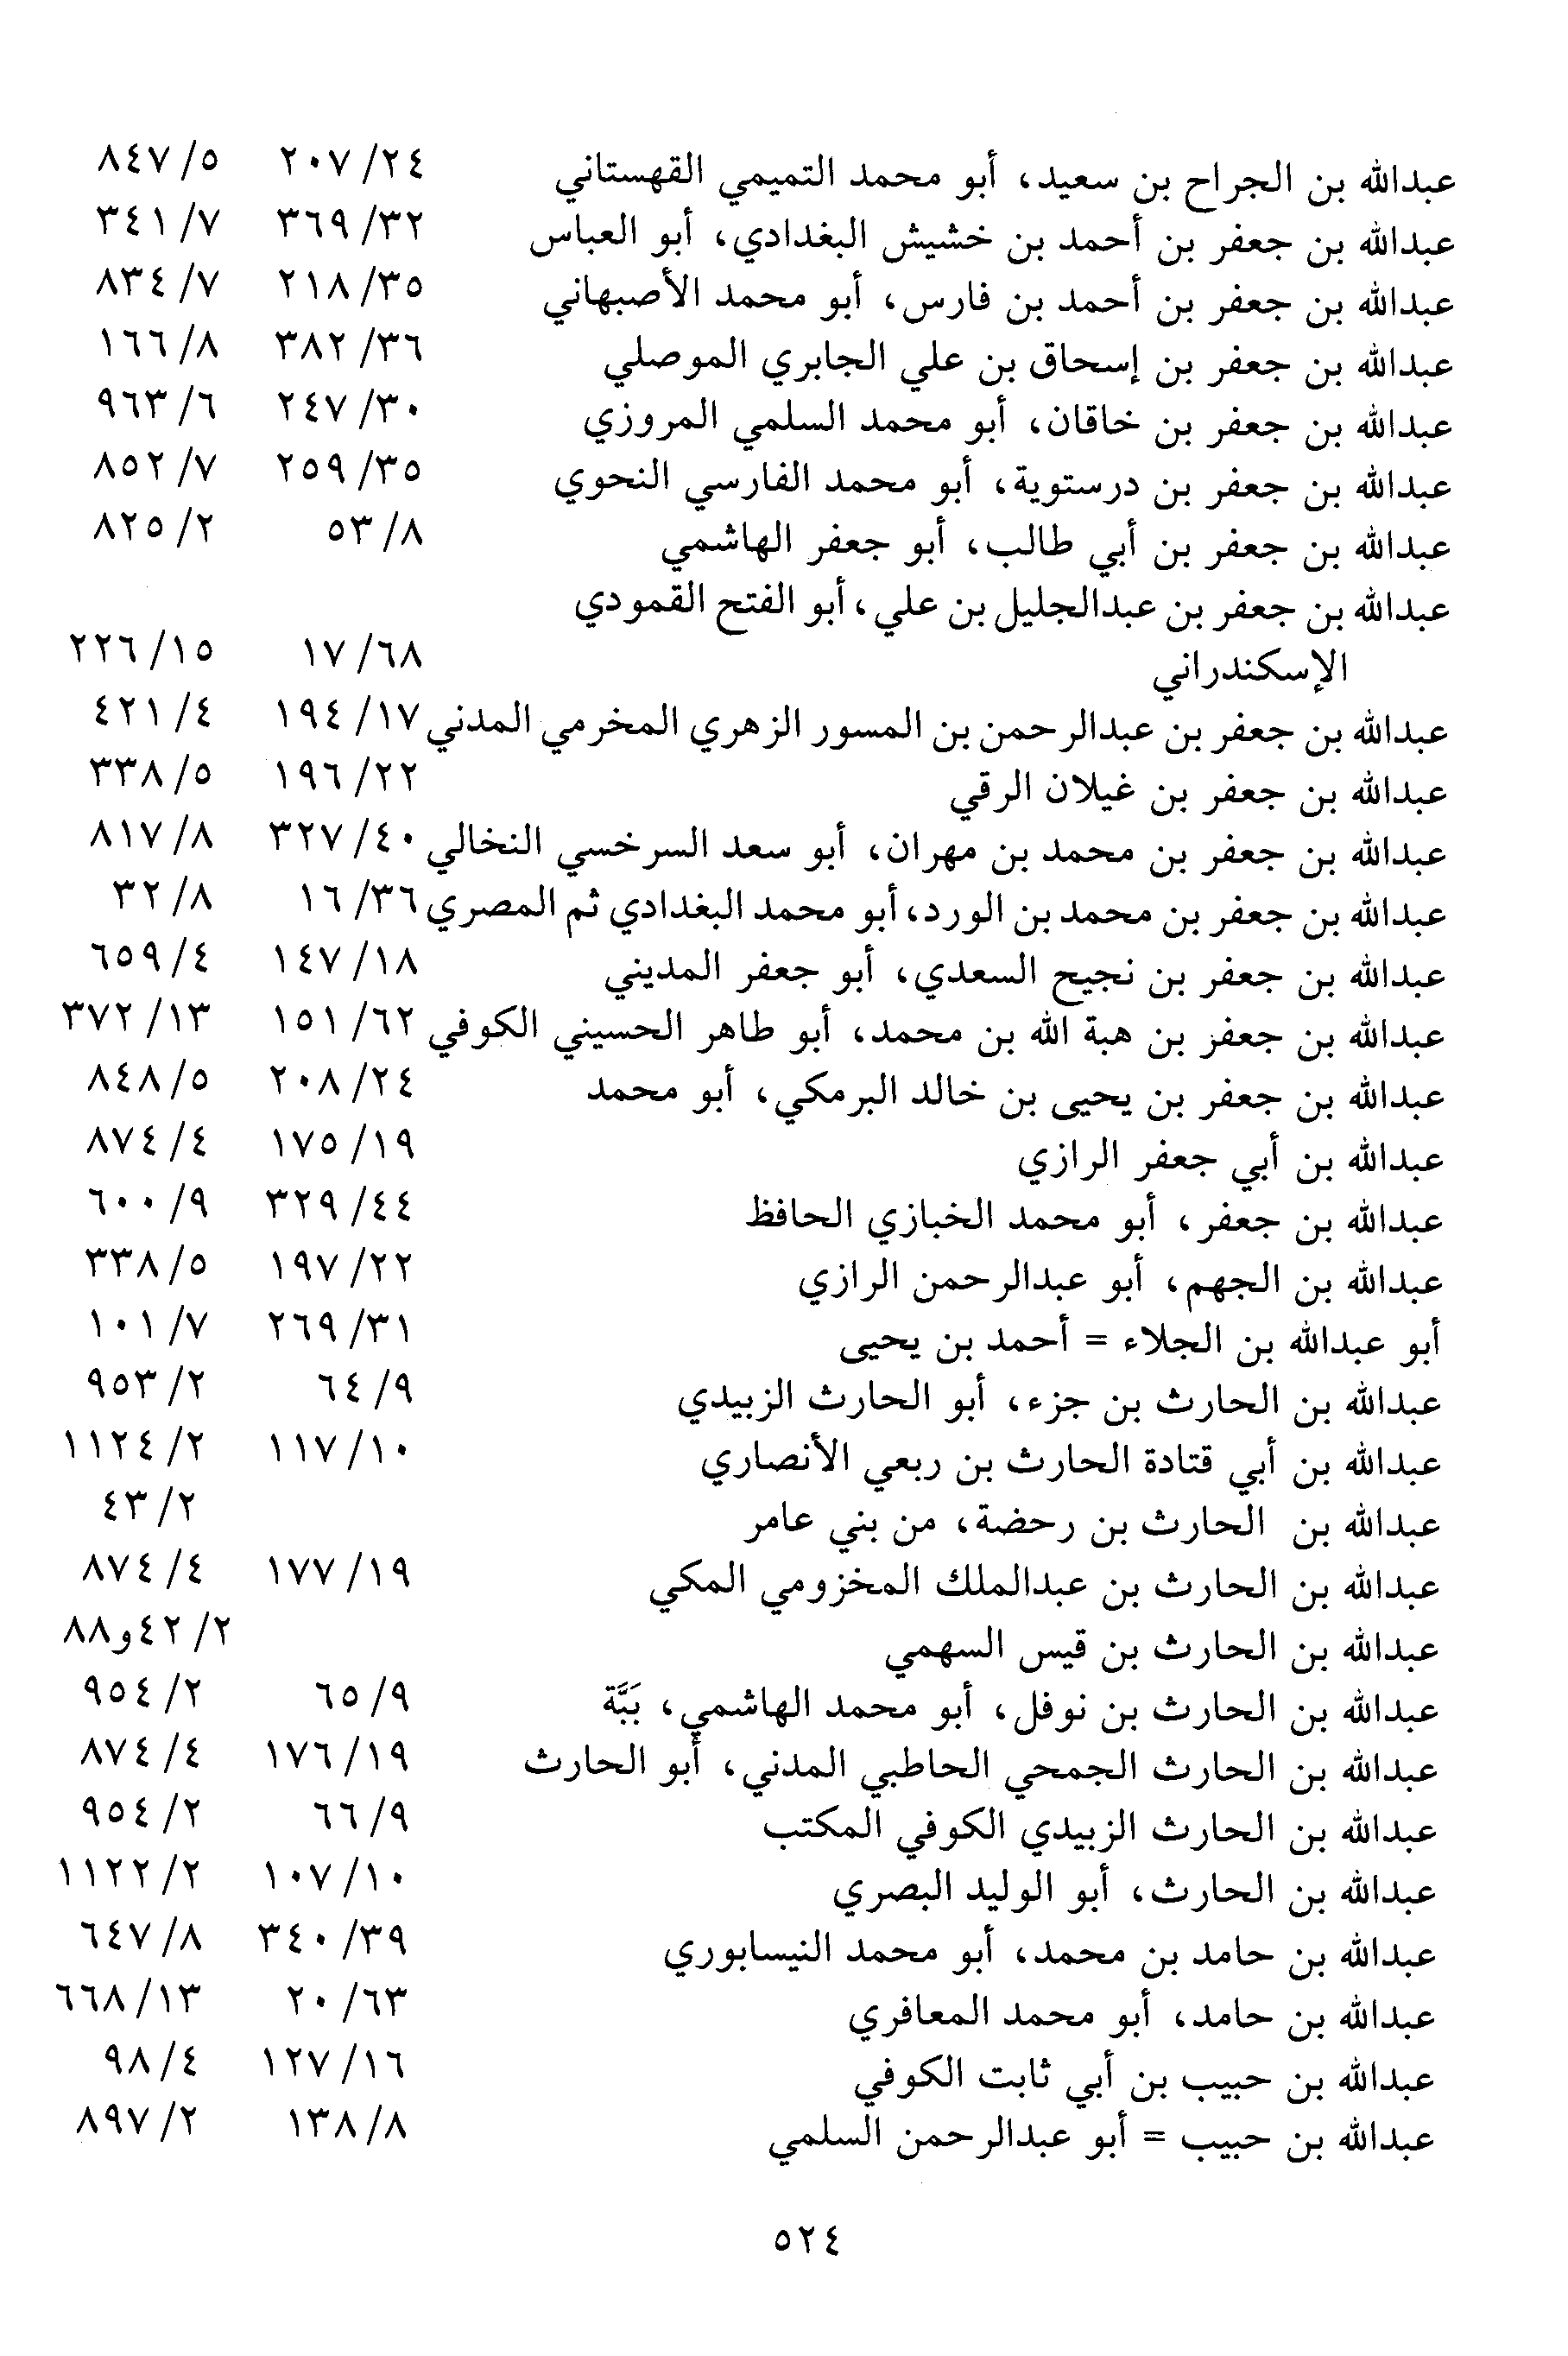 عبدالله بن الجراح بن سعيد، أبو محمد التميمي القهستاني ٢٤/ ٢٠٧ ٥/ ٨٤٧
عبدالله بن جعفر بن أحمد بن خشيش البغدادي، أبو العباس ٣٢/ ٣٦٩ ٧/ ٣٤١
عبدالله بن جعفر بن أحمد بن فارس، أبو محمد الأصبهاني ٣٥/ ٢١٨ ٧/ ٨٣٤
عبدالله بن جعفر بن إسحاق بن علي الجابري الموصلي ٣٦/ ٣٨٢ ٨/ ١٦٦
عبدالله بن جعفر بن خاقان، أبو محمد السلمي المروزي ٣٠/ ٢٤٧ ٦/ ٩٦٣
عبدالله بن جعفر بن درستوية، أبو محمد الفارسي النحوي ٣٥/ ٢٥٩ ٧/ ٨٥٢
عبدالله بن جعفر بن أبي طالب، أبو جعفر الهاشمي ٨/ ٥٣ ٢/ ٨٢٥
عبدالله بن جعفر بن عبدالجليل بن علي، أبو الفتح القمودي
الإسكندراني ٦٨/ ١٧ ١٥/ ٢٢٦
عبدالله بن جعفر بن عبدالرحمن بن المسور الزهري المخرمي المدني ١٧/ ١٩٤ ٤/ ٤٢١
عبدالله بن جعفر بن غيلان الرقي ٢٢/ ١٩٦ ٥/ ٣٣٨
عبدالله بن جعفر بن محمد بن مهران، أبو سعد السرخسي النخالي ٤٠/ ٣٢٧ ٨/ ٨١٧
عبدالله بن جعفر بن محمد بن الورد، أبو محمد البغدادي ثم المصري ٣٦/ ١٦ ٨/ ٣٢
عبدالله بن جعفر بن نجيح السعدي، أبو جعفر المديني ١٨/ ١٤٧ ٤/ ٦٥٩
عبدالله بن جعفر بن هبة الله بن محمد، أبو طاهر الحسيني الكوفي ٦٢/ ١٥١ ١٣/ ٣٧٢
عبدالله بن جعفر بن يحيى بن خالد البرمكي، أبو محمد ٢٤/ ٢٠٨ ٥/ ٨٤٨
عبدالله بن أبي جعفر الرازي ١٩/ ١٧٥ ٤/ ٨٧٤
عبدالله بن جعفر، أبو محمد الخبازي الحافظ ٤٤/ ٣٢٩ ٩/ ٦٠٠
عبدالله بن الجهم، أبو عبدالرحمن الرازي ٢٢/ ١٩٧ ٥/ ٣٣٨
أبو عبدالله بن الجلاء = أحمد بن يحيى ٣١/ ٢٦٩ ٧/ ١٠١
عبدالله بن الحارث بن جزء، أبو الحارث الزبيدي ٩/ ٦٤ ٢/ ٩٥٣
عبدالله بن أبي قتادة الحارث بن ربعي الأنصاري ١٠/ ١١٧ ٢/ ١١٢٤
عبدالله بن الحارث بن رحضة، من بني عامر ٢/ ٤٣
عبدالله بن الحارث بن عبدالملك المخزومي المكي ١٩/ ١٧٧ ٤/ ٨٧٤
عبدالله بن الحارث بن قيس السهمي ٢/ ٤٢و٨٨
عبدالله بن الحارث بن نوفل، أبو محمد الهاشمي، بَبَّة ٩/ ٦٥ ٢/ ٩٥٤
عبدالله بن الحارث الجمحي الحاطبي المدني، أبو الحارث ١٩/ ١٧٦ ٤/ ٨٧٤
عبدالله بن الحارث الزبيدي الكوفي المكتب ٩/ ٦٦ ٢/ ٩٥٤
عبدالله بن الحارث، أبو الوليد البصري ١٠/ ١٠٧ ٢/ ١١٢٢
عبدالله بن حامد بن محمد، أبو محمد النيسابوري ٣٩/ ٣٤٠ ٨/ ٦٤٧
عبدالله بن حامد، أبو محمد المعافري ٦٣/ ٢٠ ١٣/ ٦٦٨
عبدالله بن حبيب بن أبي ثابت الكوفي ١٦/ ١٢٧ ٤/ ٩٨
عبدالله بن حبيب = أبو عبدالرحمن السلمي ٨/ ١٣٨ ٢/ ٨٩٧
٥٢٤